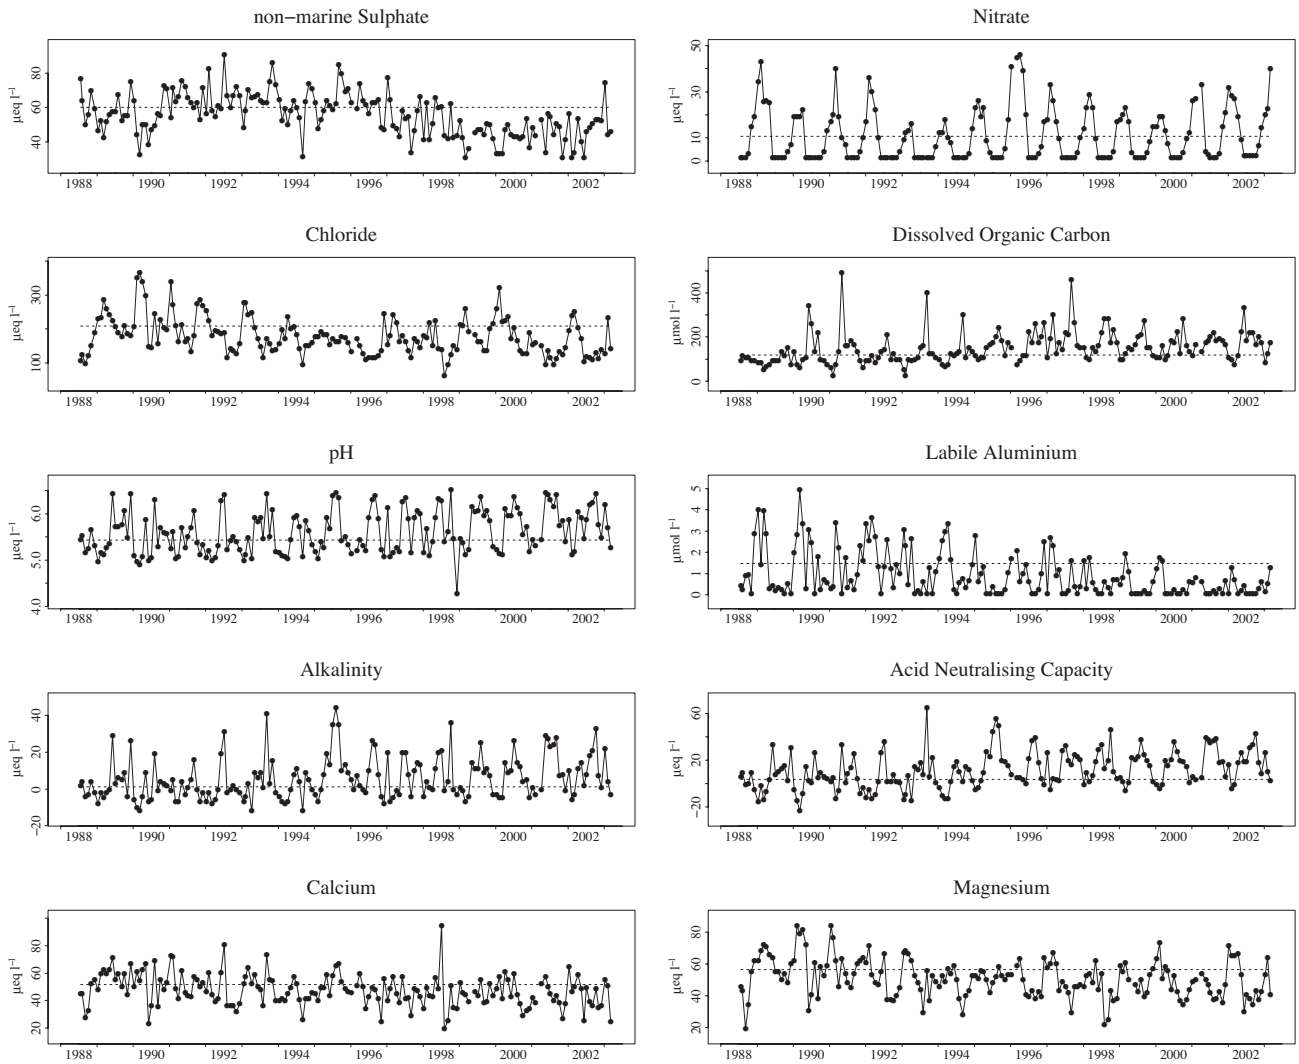 non−marine Sulphate
Nitrate
µeq l−1
40 60 80
1988 1990 1992 1994 1996 1998 2000 2002
µeq l−1
0 10 30 50
1988 1990 1992 1994 1996 1998 2000 2002
Chloride
Dissolved Organic Carbon
µeq l−1
100 300
1988 1990 1992 1994 1996 1998 2000 2002
µmol l−1
0 200 400
1988 1990 1992 1994 1996 1998 2000 2002
pH
Labile Aluminium
µeq l−1
4.0 5.0 6.0
1988 1990 1992 1994 1996 1998 2000 2002
µmol l−1
0 1 2 3 4 5
1988 1990 1992 1994 1996 1998 2000 2002
Alkalinity
Acid Neutralising Capacity
µeq l−1
−20 0 20 40
1988 1990 1992 1994 1996 1998 2000 2002
µeq l−1
−20 20 60
1988 1990 1992 1994 1996 1998 2000 2002
Calcium
Magnesium
µeq l−1
20 40 60 80
1988 1990 1992 1994 1996 1998 2000 2002
µeq l−1
20 40 60 80
1988 1990 1992 1994 1996 1998 2000 2002